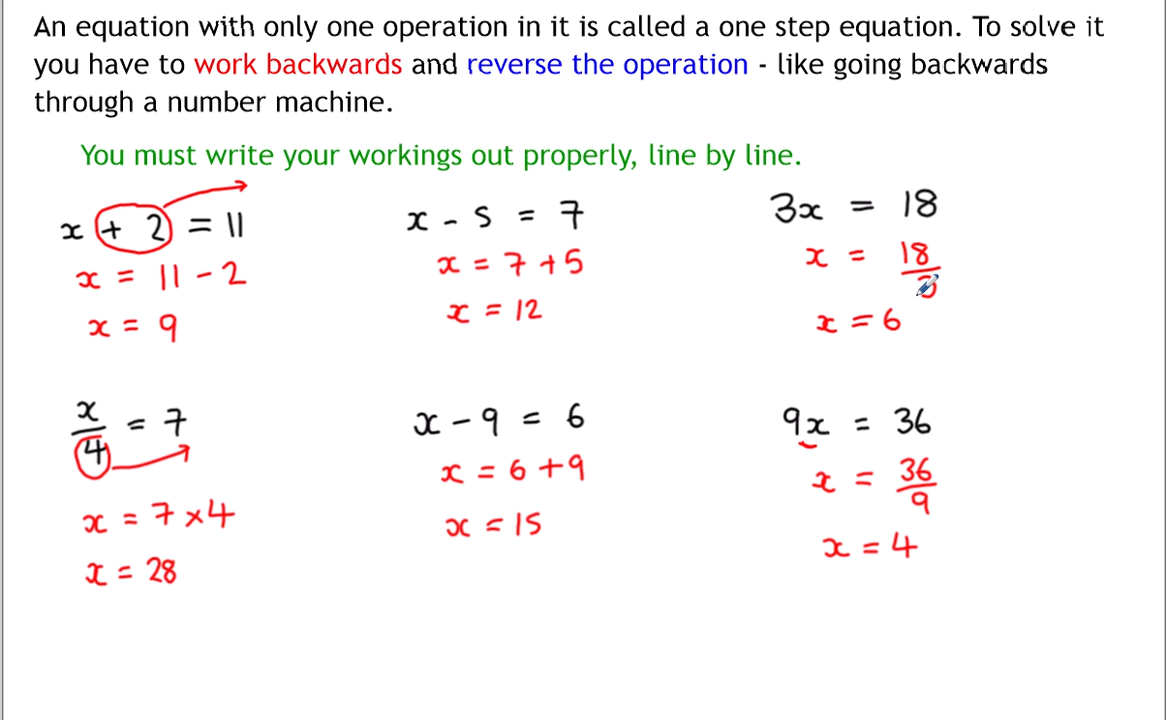 An equation with only one operation in it is called a one step equation. To solve it
you have to work backwards and reverse the operation - like going backwards
through a number machine.
You must write your workings out properly, line by line.
x + 2 = 11
x = 11 - 2
x = 9
x - 5 = 7
x = 7 + 5
x = 12
3x = 18
x = 18/3
x = 6
x/4 = 7
x = 7 x 4
x = 28
x - 9 = 6
x = 6 + 9
x = 15
9x = 36
x = 36/9
x = 4